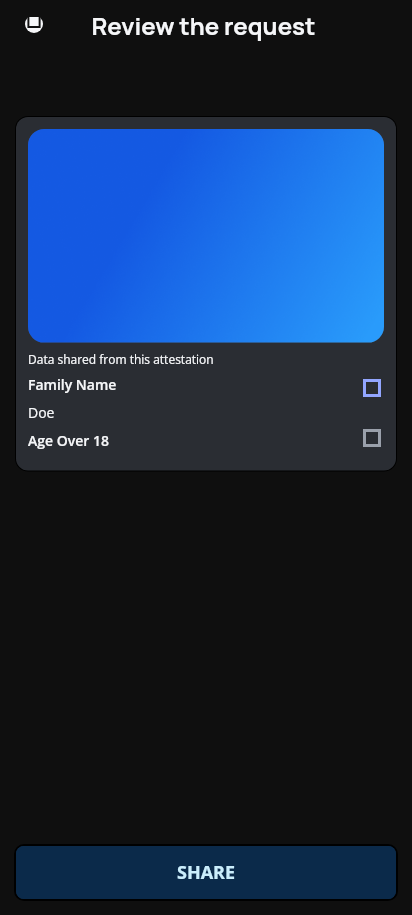 Review the request
Data shared from this attestation
Family Name
Doe
Age Over 18
SHARE